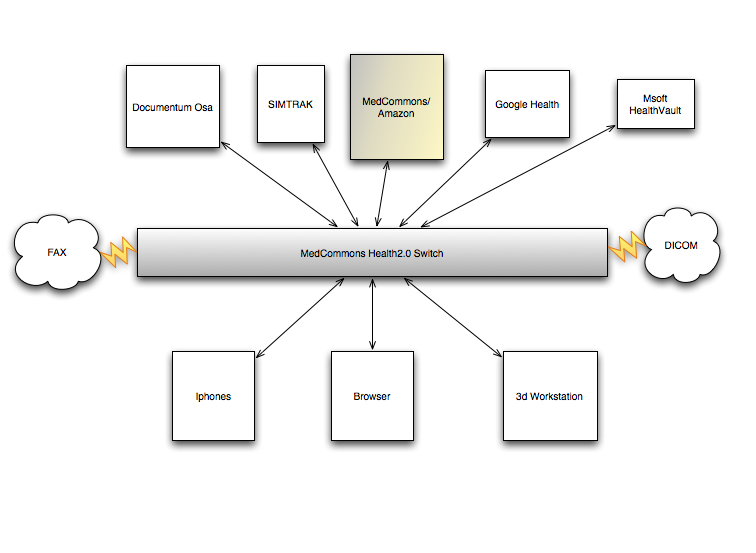 Documentum Osa
SIMTRAK
MedCommons/
Amazon
Google Health
Msoft
HealthVault
FAX
MedCommons Health2.0 Switch
DICOM
Iphones
Browser
3d Workstation